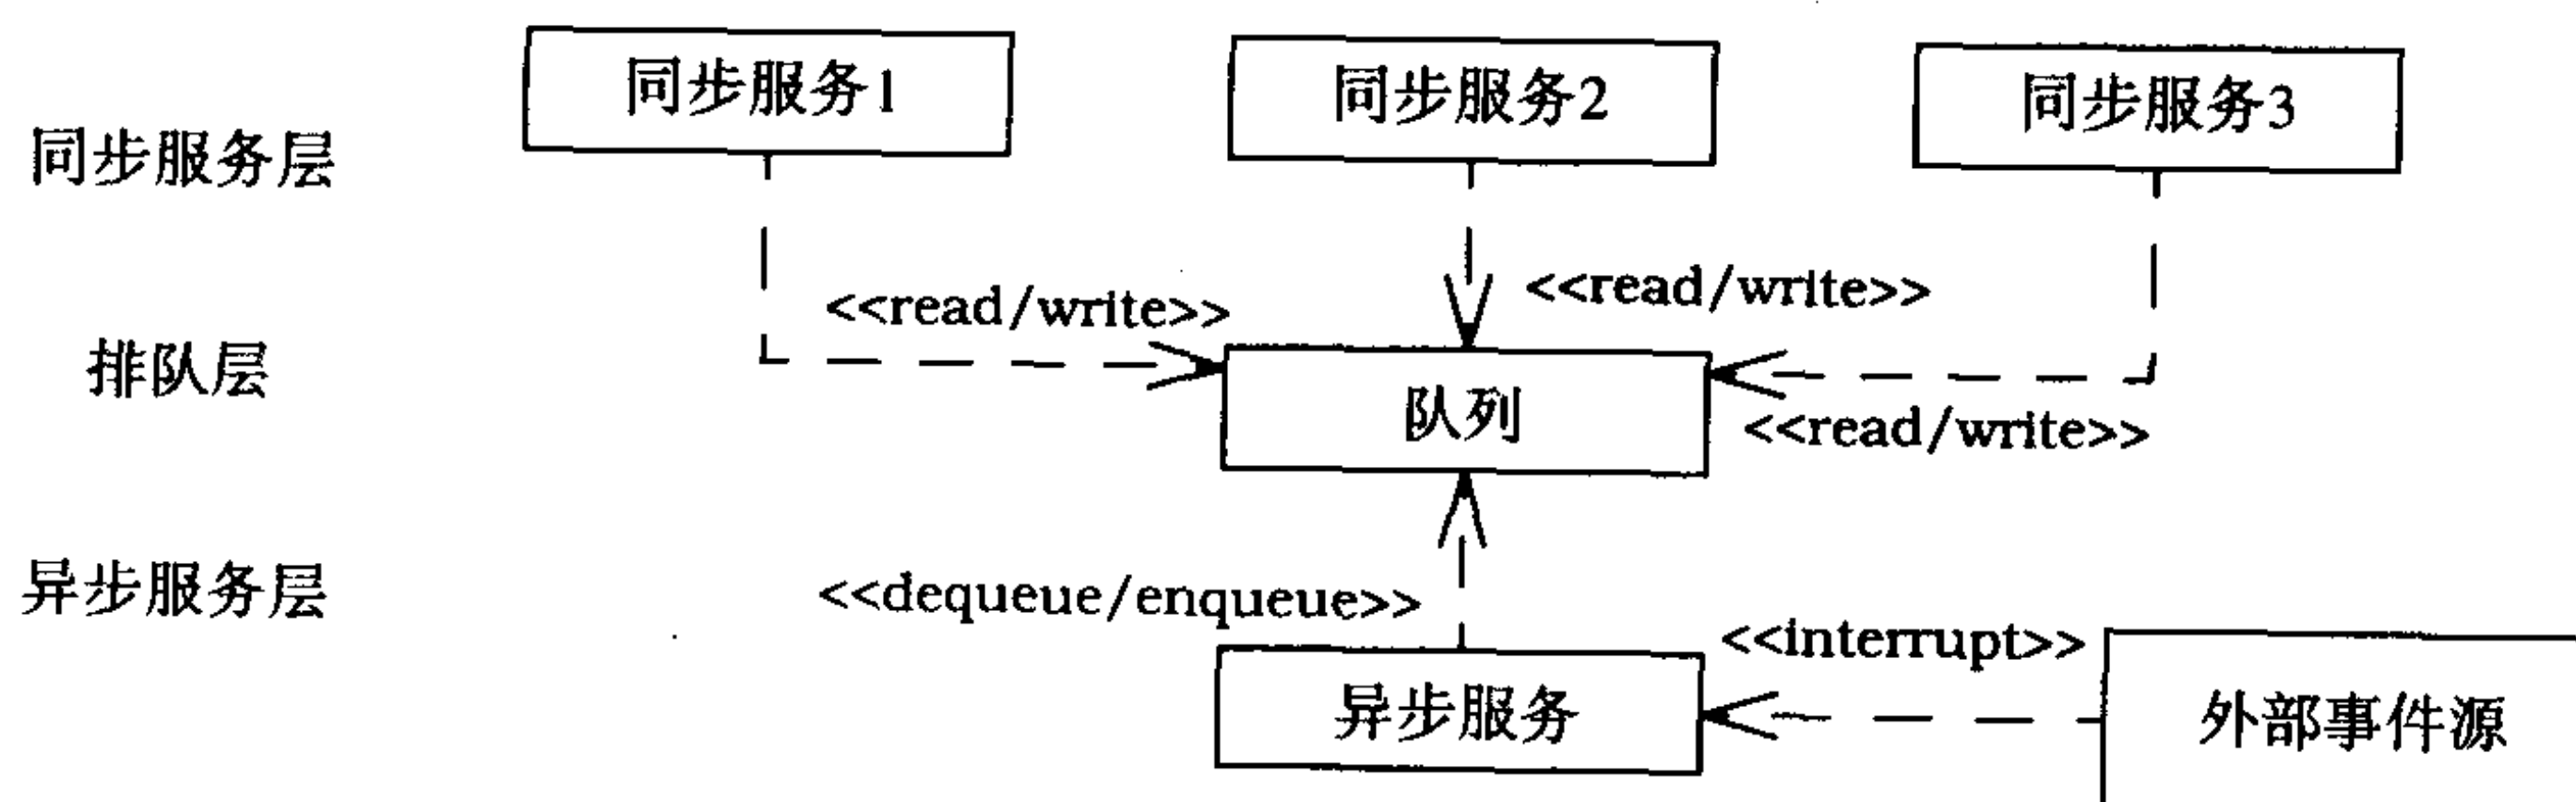 同步服务1
同步服务2
同步服务3
同步服务层
<<read/write>>
<<read/write>>
排队层
队列
<<read/write>>
异步服务层
<<dequeue/enqueue>>
<<interrupt>>
异步服务
外部事件源